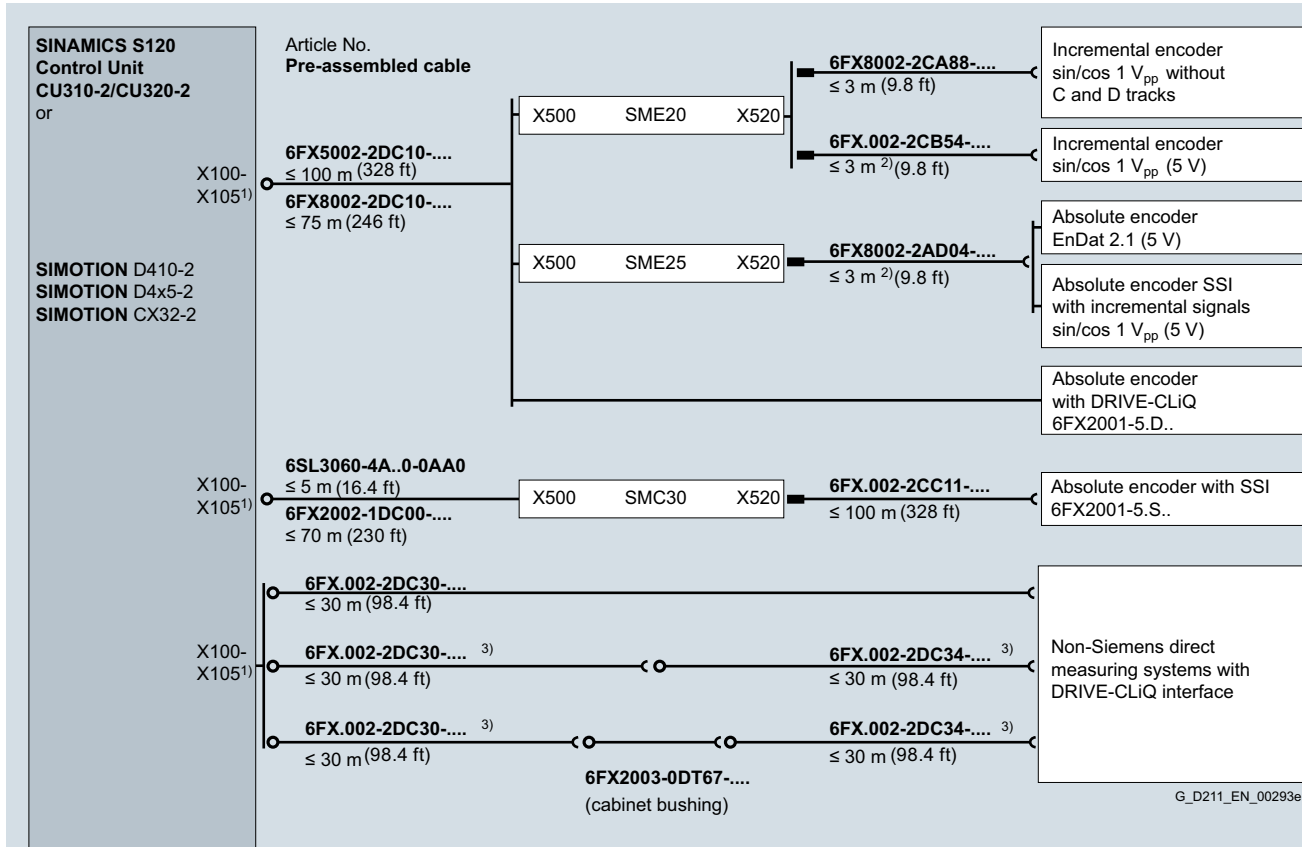 SINAMICS S120
Control Unit
CU310-2/CU320-2
or
Article No.
Pre-assembled cable
X100-
X105¹⁾
6FX5002-2DC10-....
≤ 100 m (328 ft)
6FX8002-2DC10-....
≤ 75 m (246 ft)
X500 SME20 X520
6FX8002-2CA88-....
≤ 3 m (9.8 ft)
Incremental encoder
sin/cos 1 Vpp without
C and D tracks
6FX.002-2CB54-....
≤ 3 m ²⁾ (9.8 ft)
Incremental encoder
sin/cos 1 Vpp (5 V)
SIMOTION D410-2
SIMOTION D4x5-2
SIMOTION CX32-2
X500 SME25 X520
6FX8002-2AD04-....
≤ 3 m ²⁾ (9.8 ft)
Absolute encoder
EnDat 2.1 (5 V)
Absolute encoder SSI
with incremental signals
sin/cos 1 Vpp (5 V)
Absolute encoder
with DRIVE-CLiQ
6FX2001-5.D..
X100-
X105¹⁾
6SL3060-4A..0-0AA0
≤ 5 m (16.4 ft)
6FX2002-1DC00-....
≤ 70 m (230 ft)
X500 SMC30 X520
6FX.002-2CC11-....
≤ 100 m (328 ft)
Absolute encoder with SSI
6FX2001-5.S..
X100-
X105¹⁾
6FX.002-2DC30-....
≤ 30 m (98.4 ft)
6FX.002-2DC30-.... ³⁾
≤ 30 m (98.4 ft)
6FX.002-2DC34-.... ³⁾
≤ 30 m (98.4 ft)
6FX.002-2DC30-.... ³⁾
≤ 30 m (98.4 ft)
6FX2003-0DT67-....
(cabinet bushing)
6FX.002-2DC34-.... ³⁾
≤ 30 m (98.4 ft)
Non-Siemens direct
measuring systems with
DRIVE-CLiQ interface
G_D211_EN_00293e